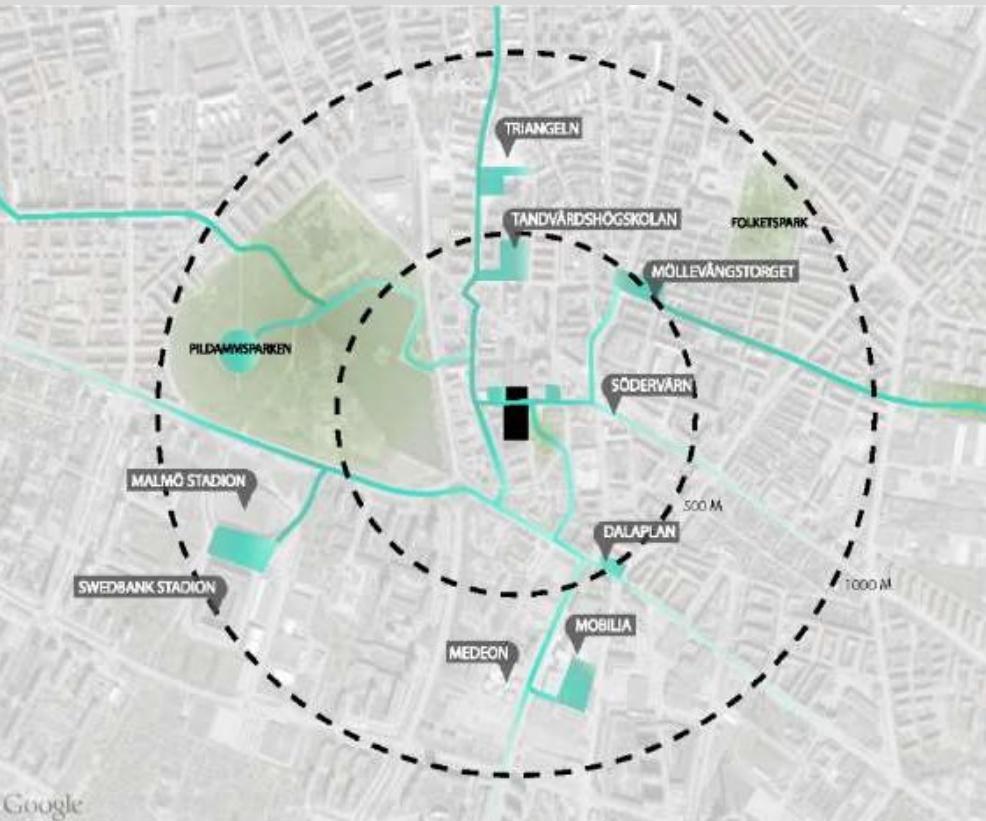 TRIANGELN
TANDVÅRDSHÖGSKOLAN
FOLKETSPARK
MÖLLEVÅNGSTORGET
PILDAMMSPARKEN
SÖDERVÄRN
MALMÖ STADION
500 M
DALAPLAN
SWEDBANK STADION
1000 M
MOBILIA
MEDEON
Google